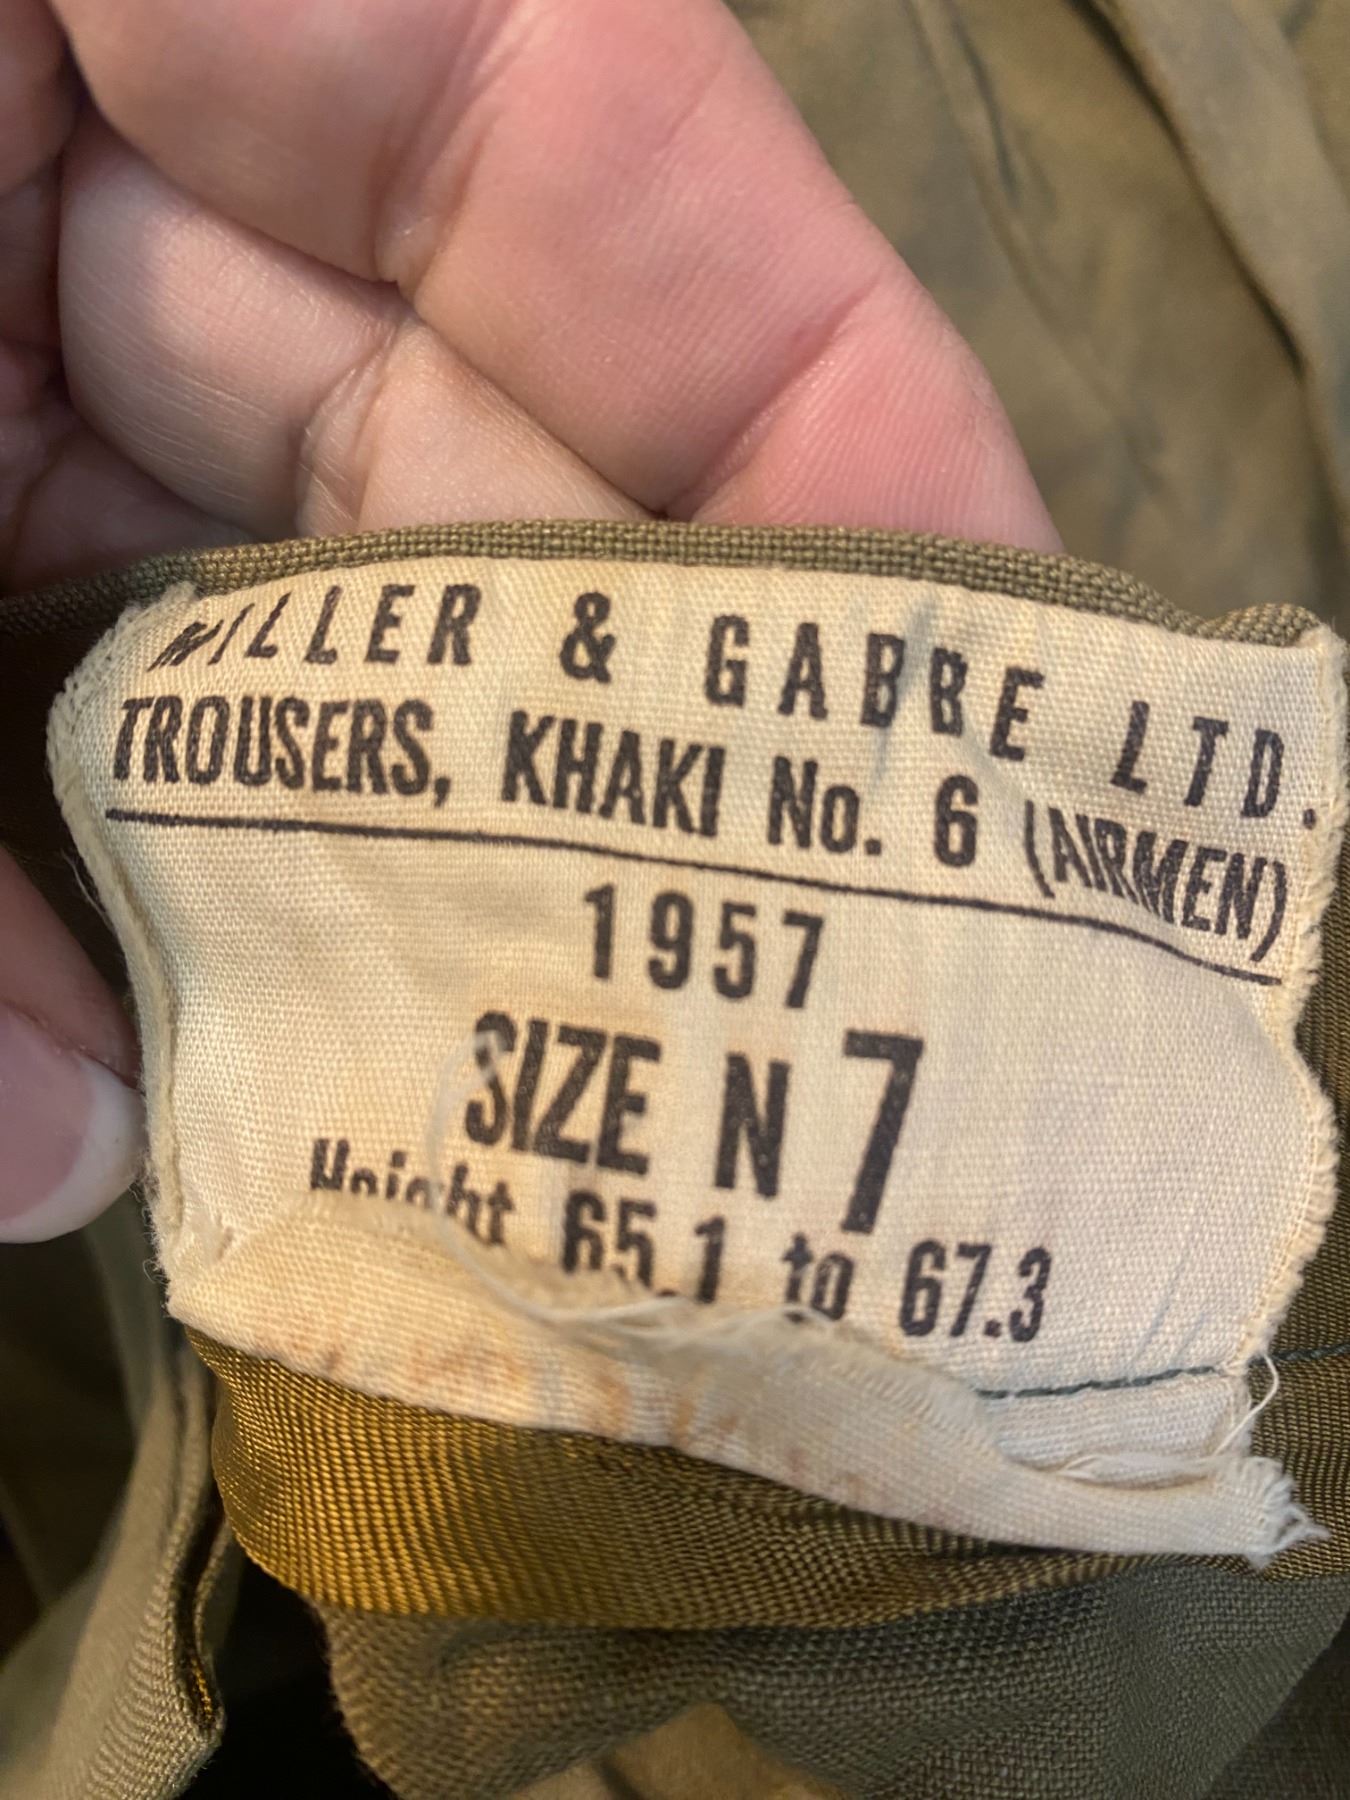 MILLER & GABBE LTD.
TROUSERS, KHAKI No. 6 (AIRMEN)
1957
SIZE N 7
Height 65.1 to 67.3